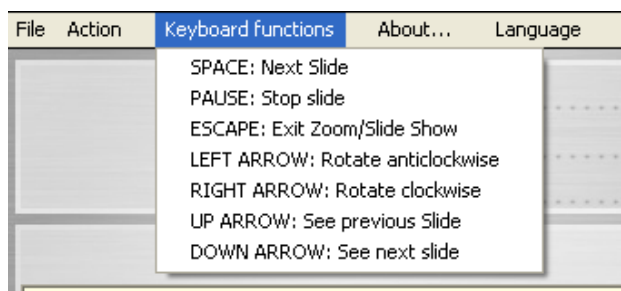 File Action Keyboard functions About... Language
SPACE: Next Slide
PAUSE: Stop slide
ESCAPE: Exit Zoom/Slide Show
LEFT ARROW: Rotate anticlockwise
RIGHT ARROW: Rotate clockwise
UP ARROW: See previous Slide
DOWN ARROW: See next slide